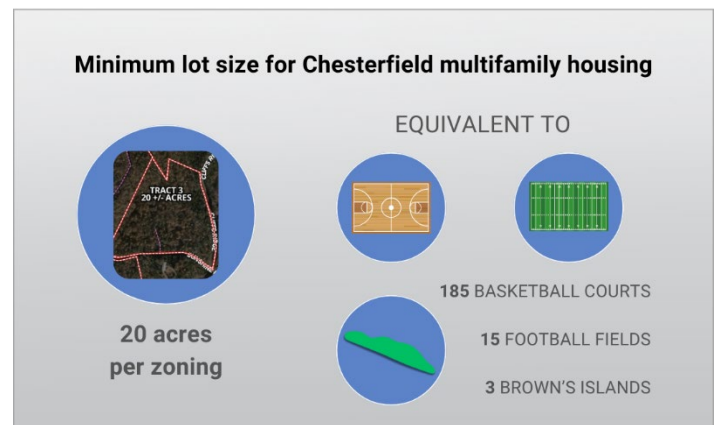 Minimum lot size for Chesterfield multifamily housing
EQUIVALENT TO
TRACT 3
20 +/- ACRES
20 acres
per zoning
185 BASKETBALL COURTS
15 FOOTBALL FIELDS
3 BROWN'S ISLANDS